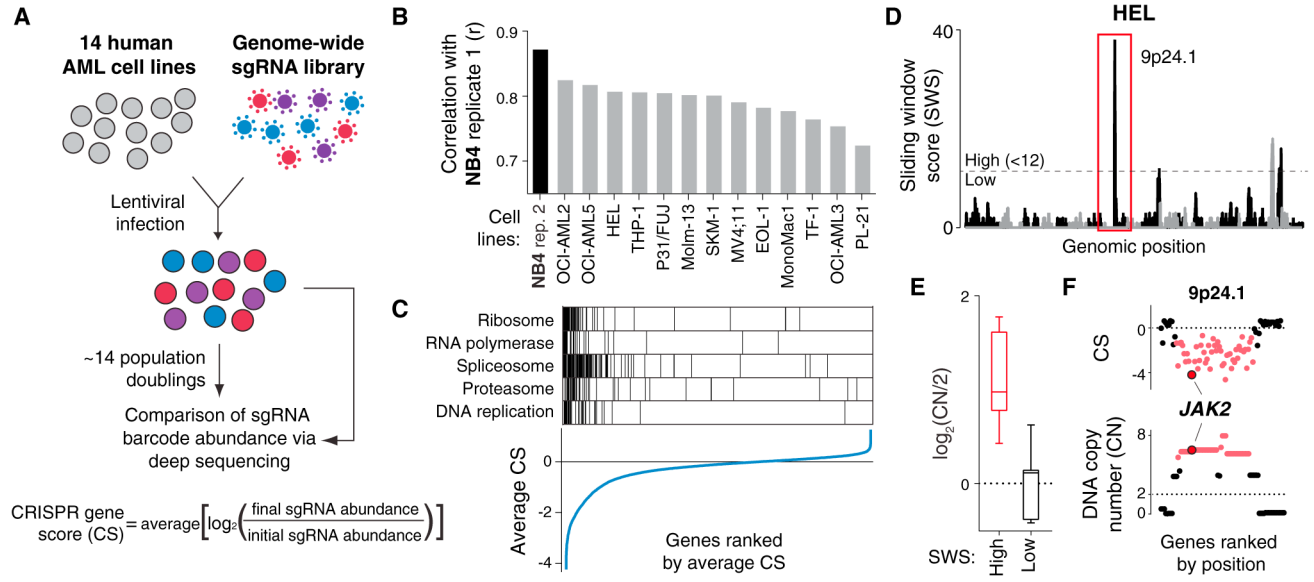 A
14 human
AML cell lines
Genome-wide
sgRNA library
Lentiviral
infection
~14 population
doublings
Comparison of sgRNA
barcode abundance via
deep sequencing
CRISPR gene
score (CS)
= average [ log2 ( final sgRNA abundance
initial sgRNA abundance ) ]
B
Correlation with
NB4 replicate 1 (r)
0.9
0.8
0.7
Cell
lines:
NB4 rep. 2
OCI-AML2
OCI-AML5
HEL
THP-1
P31/FUJ
Molm-13
SKM-1
MV4;11
EOL-1
MonoMac1
TF-1
OCI-AML3
PL-21
C
Ribosome
RNA polymerase
Spliceosome
Proteasome
DNA replication
Average CS
0
-2
-4
Genes ranked
by average CS
D
HEL
Sliding window
score (SWS)
40
0
9p24.1
High (<12)
Low
Genomic position
E
log2(CN/2)
2
0
SWS:
High
Low
F
9p24.1
CS
0
-4
JAK2
DNA copy
number (CN)
8
2
0
Genes ranked
by position